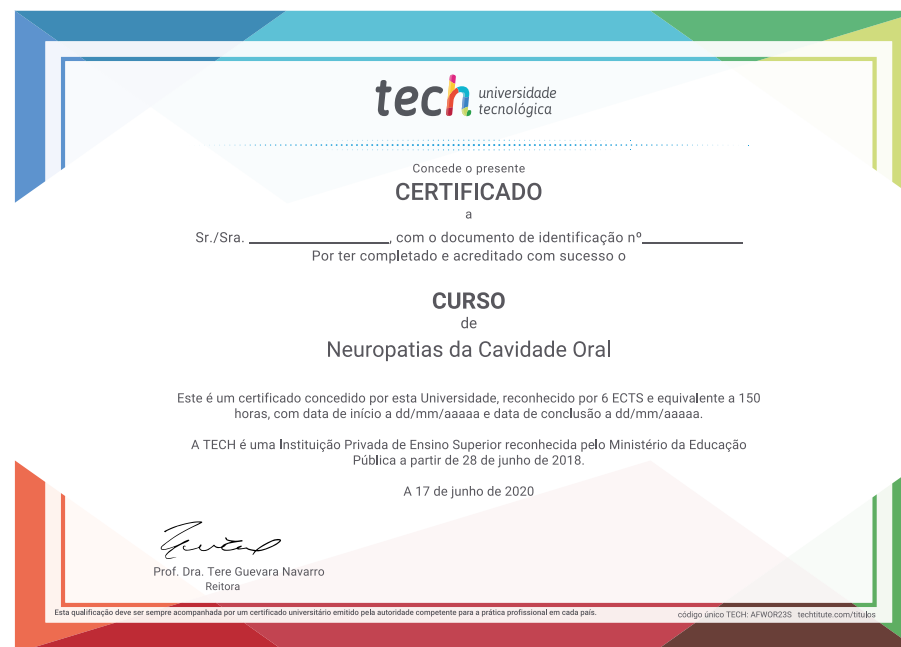 tech universidade
tecnológica
Concede o presente
CERTIFICADO
a
Sr./Sra. ________________, com o documento de identificação nº____________
Por ter completado e acreditado com sucesso o
CURSO
de
Neuropatias da Cavidade Oral
Este é um certificado concedido por esta Universidade, reconhecido por 6 ECTS e equivalente a 150
horas, com data de início a dd/mm/aaaaa e data de conclusão a dd/mm/aaaaa.
A TECH é uma Instituição Privada de Ensino Superior reconhecida pelo Ministério da Educação
Pública a partir de 28 de junho de 2018.
A 17 de junho de 2020
Prof. Dra. Tere Guevara Navarro
Reitora
Esta qualificação deve ser sempre acompanhada por um certificado universitário emitido pela autoridade competente para a prática profissional em cada país.
código único TECH: AFWOR23S techtitute.com/titulos